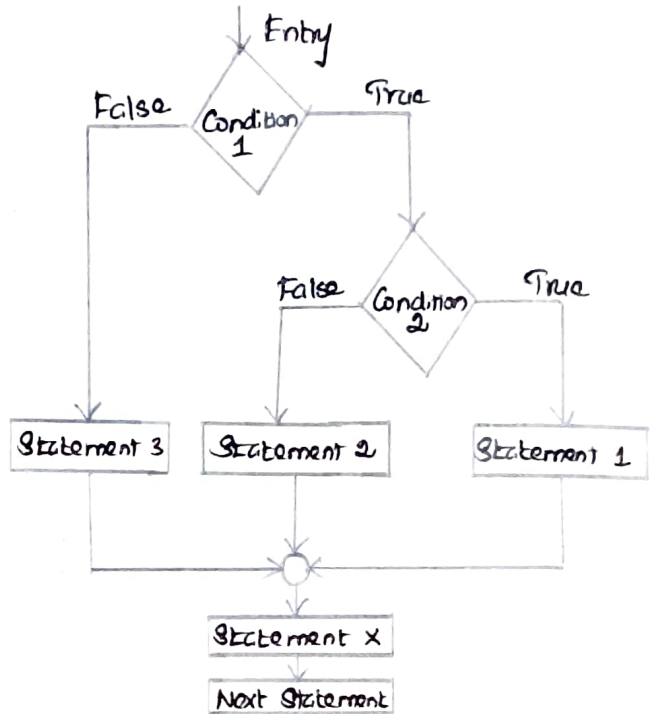 Entry
False
True
Condition
1
False
True
Condition
2
Statement 3
Statement 2
Statement 1
Statement x
Next Statement